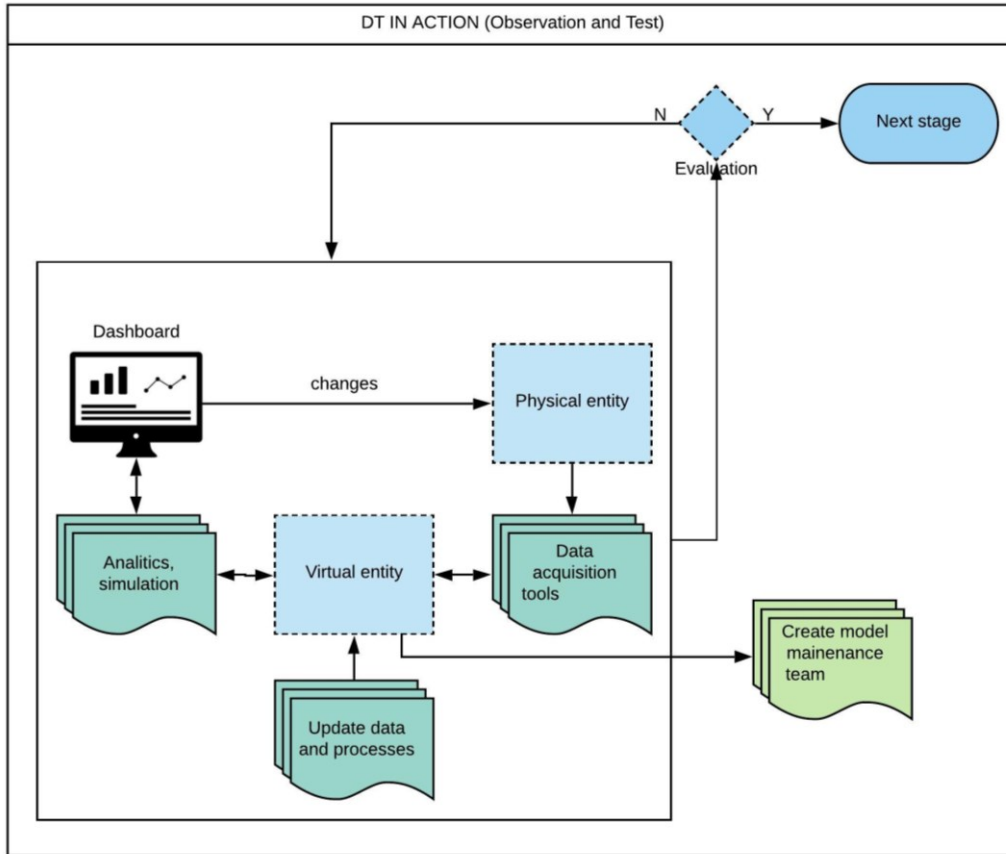 DT IN ACTION (Observation and Test)
N
Y
Next stage
Evaluation
Dashboard
changes
Physical entity
Analitics,
simulation
Virtual entity
Data
acquisition
tools
Create model
mainenance
team
Update data
and processes